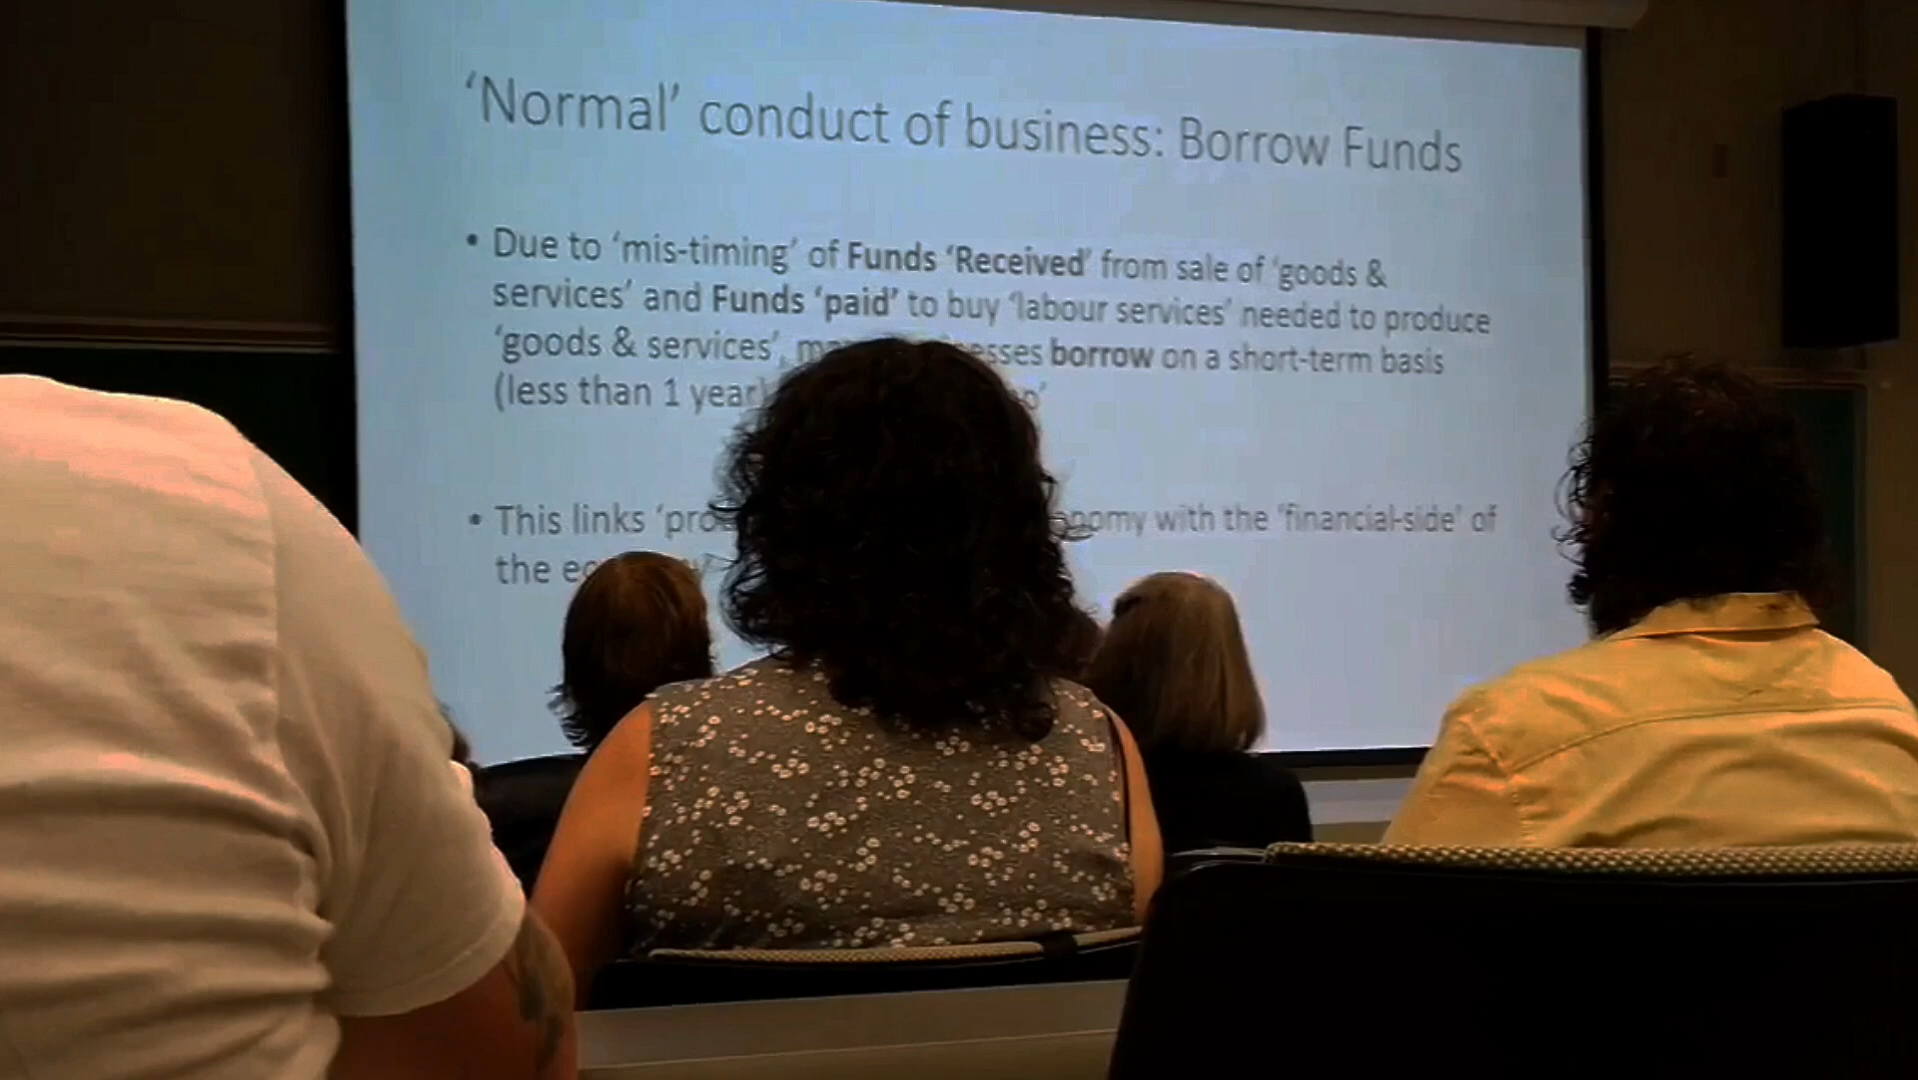 ‘Normal’ conduct of business: Borrow Funds
• Due to ‘mis-timing’ of Funds ‘Received’ from sale of ‘goods &
services’ and Funds ‘paid’ to buy ‘labour services’ needed to produce
‘goods & services’, borrow on a short-term basis
(less than 1 year)
• This links with the ‘financial-side’ of
the